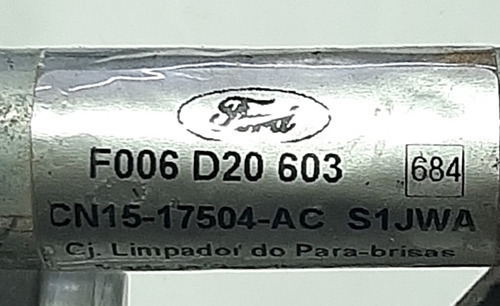 Ford
F006 D20 603 684
CN15-17504-AC S1JWA
Cj. Limpador do Para-brisas